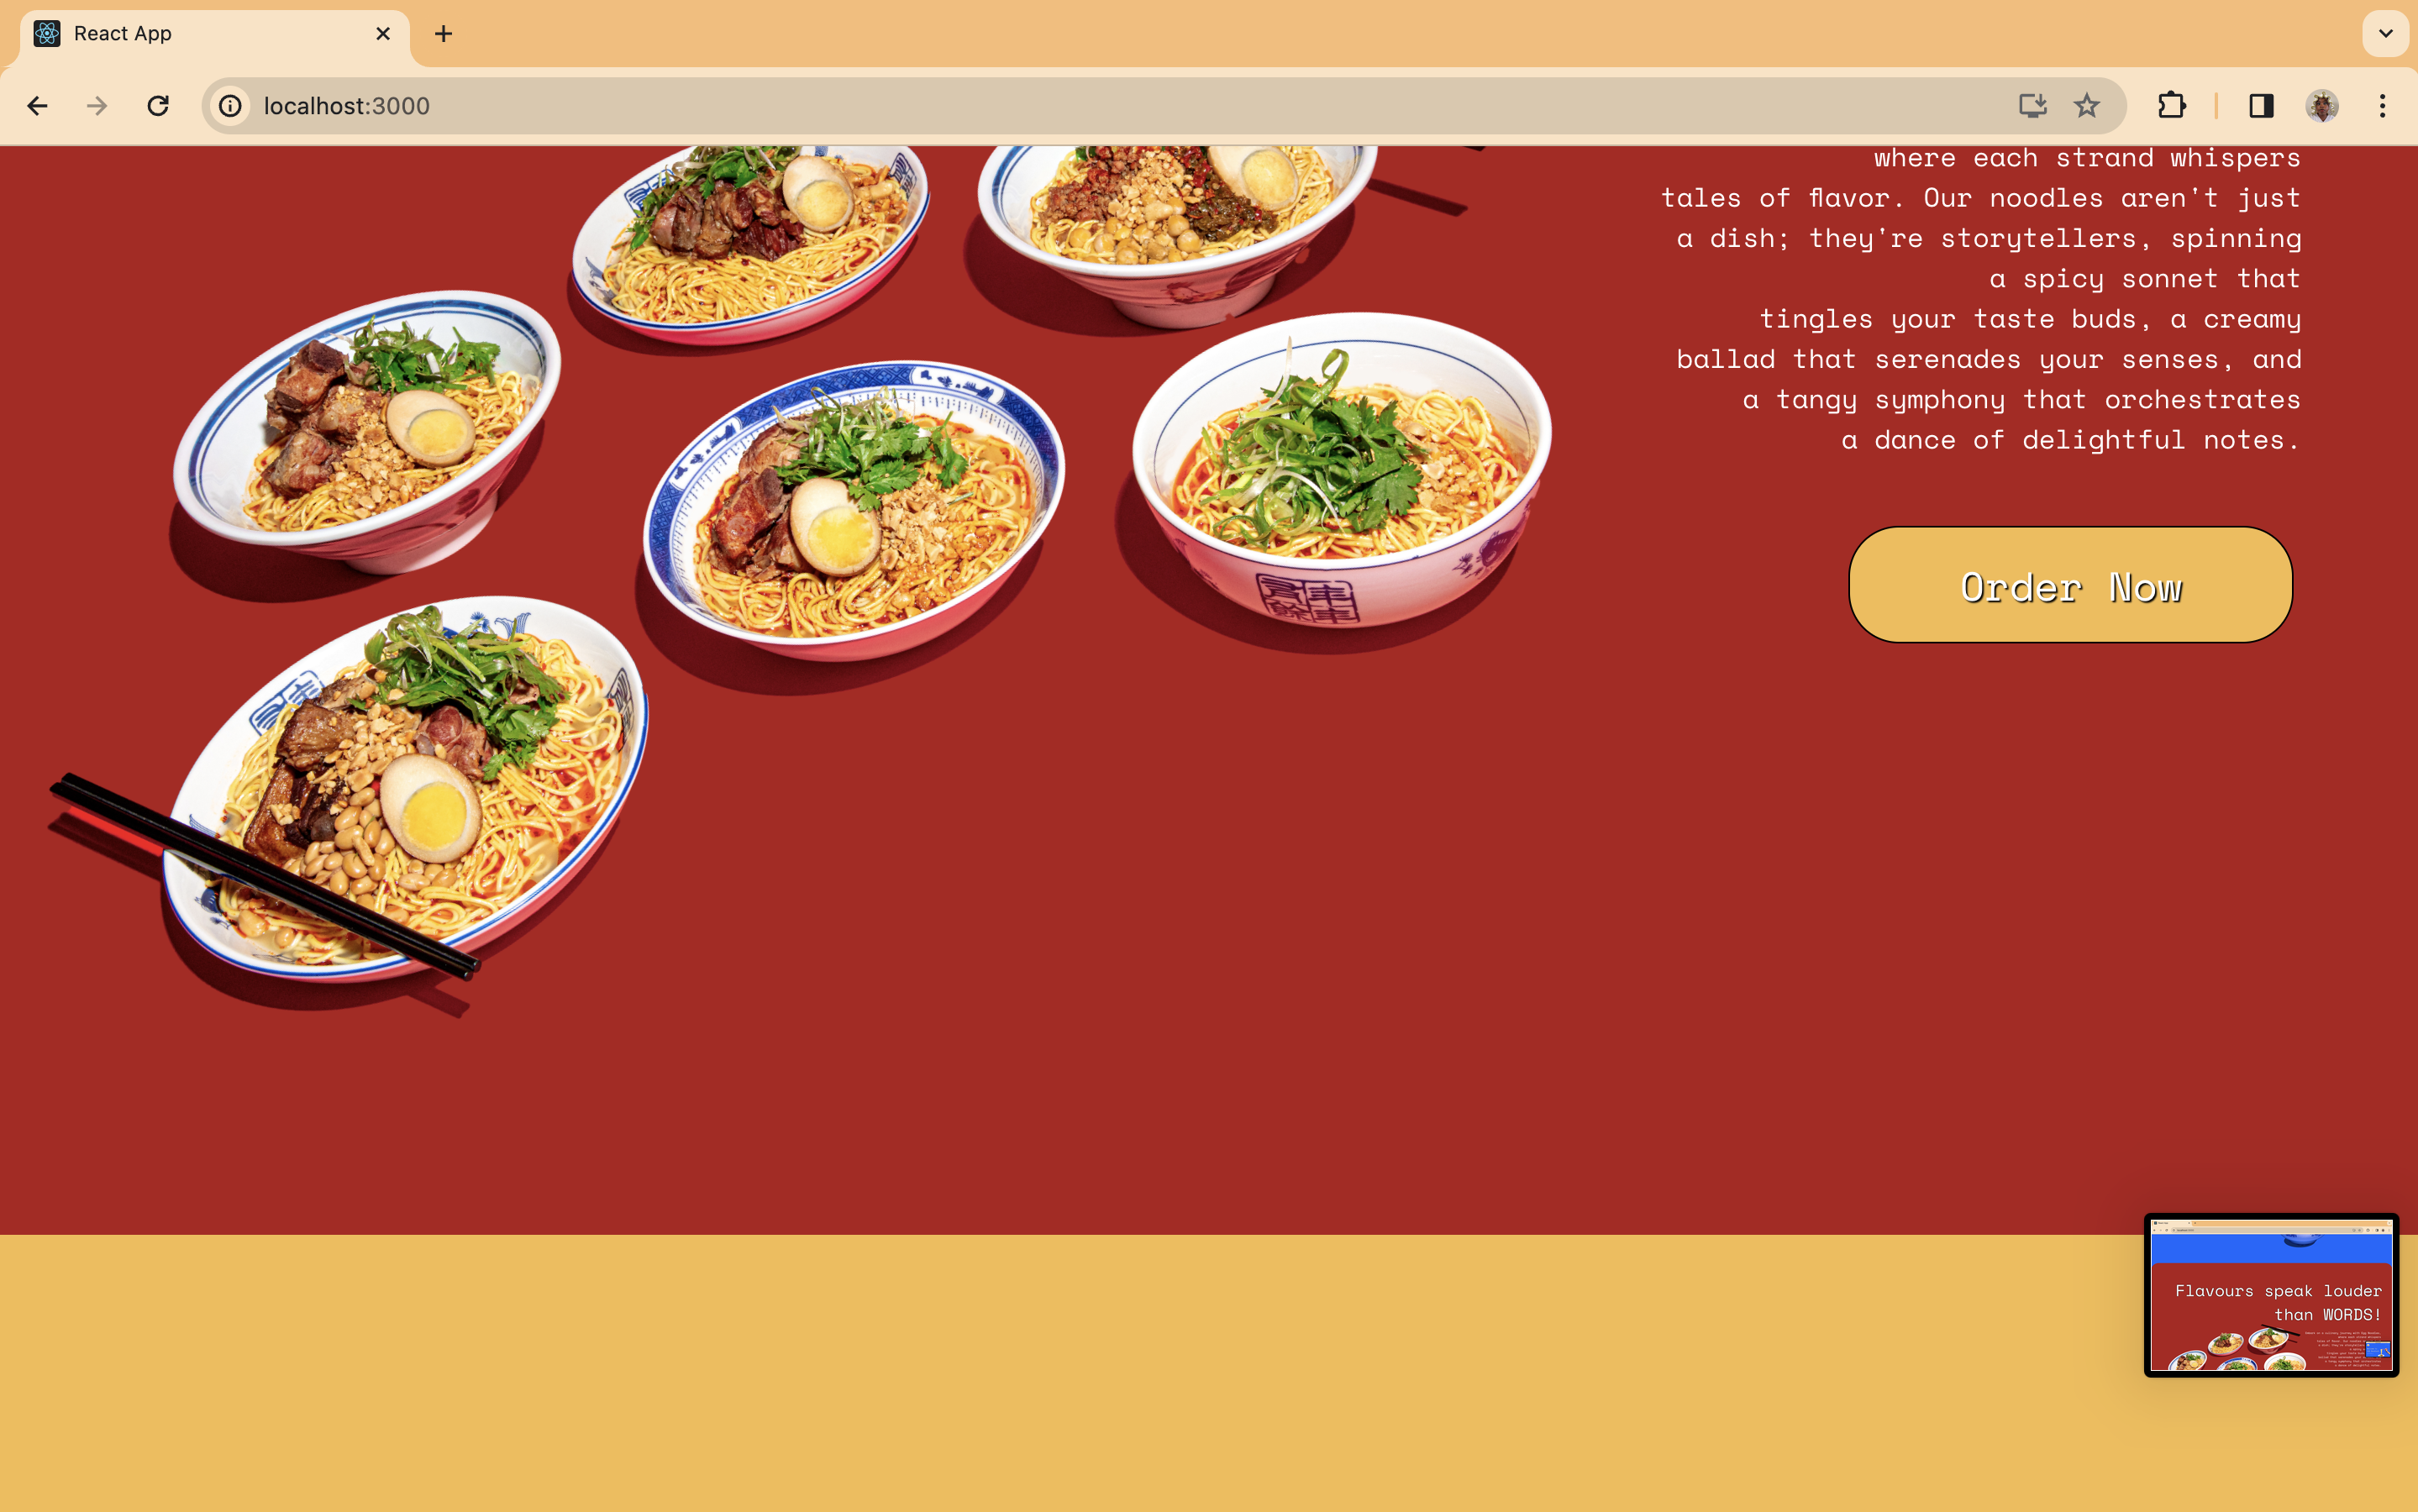 React App
localhost:3000
where each strand whispers
tales of flavor. Our noodles aren't just
a dish; they're storytellers, spinning
a spicy sonnet that
tingles your taste buds, a creamy
ballad that serenades your senses, and
a tangy symphony that orchestrates
a dance of delightful notes.
Order Now
Flavours speak louder
than WORDS!